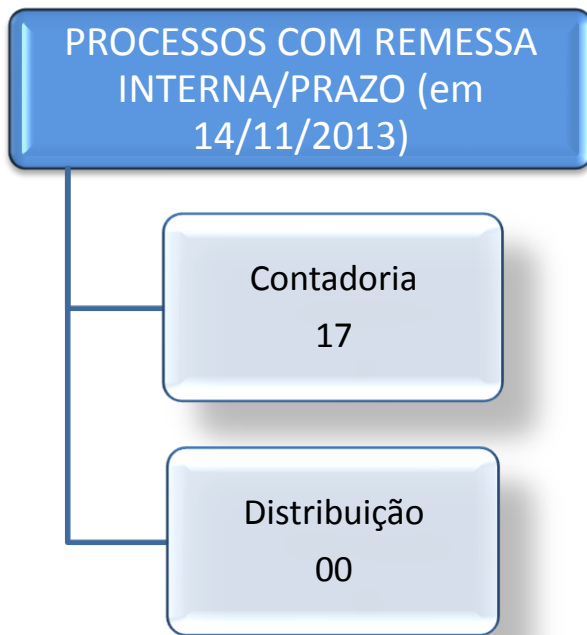 PROCESSOS COM REMESSA
INTERNA/PRAZO (em
14/11/2013)
Contadoria
17
Distribuição
00